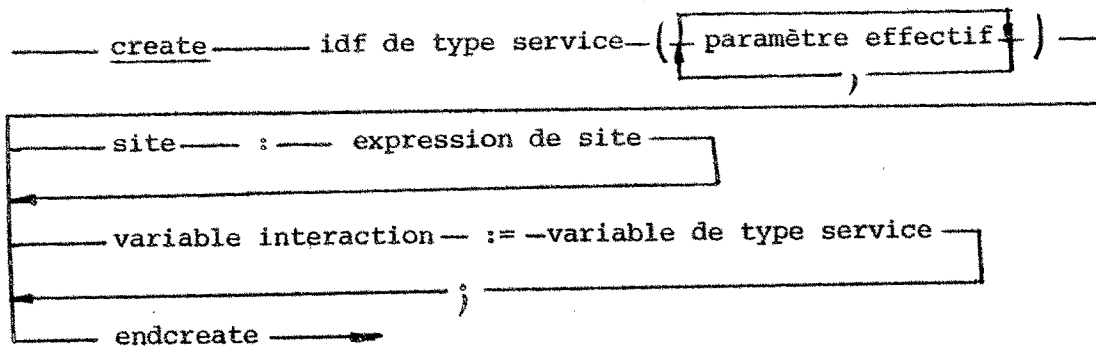 create idf de type service ( paramètre effectif )
,
site : expression de site
variable interaction := variable de type service
;
endcreate